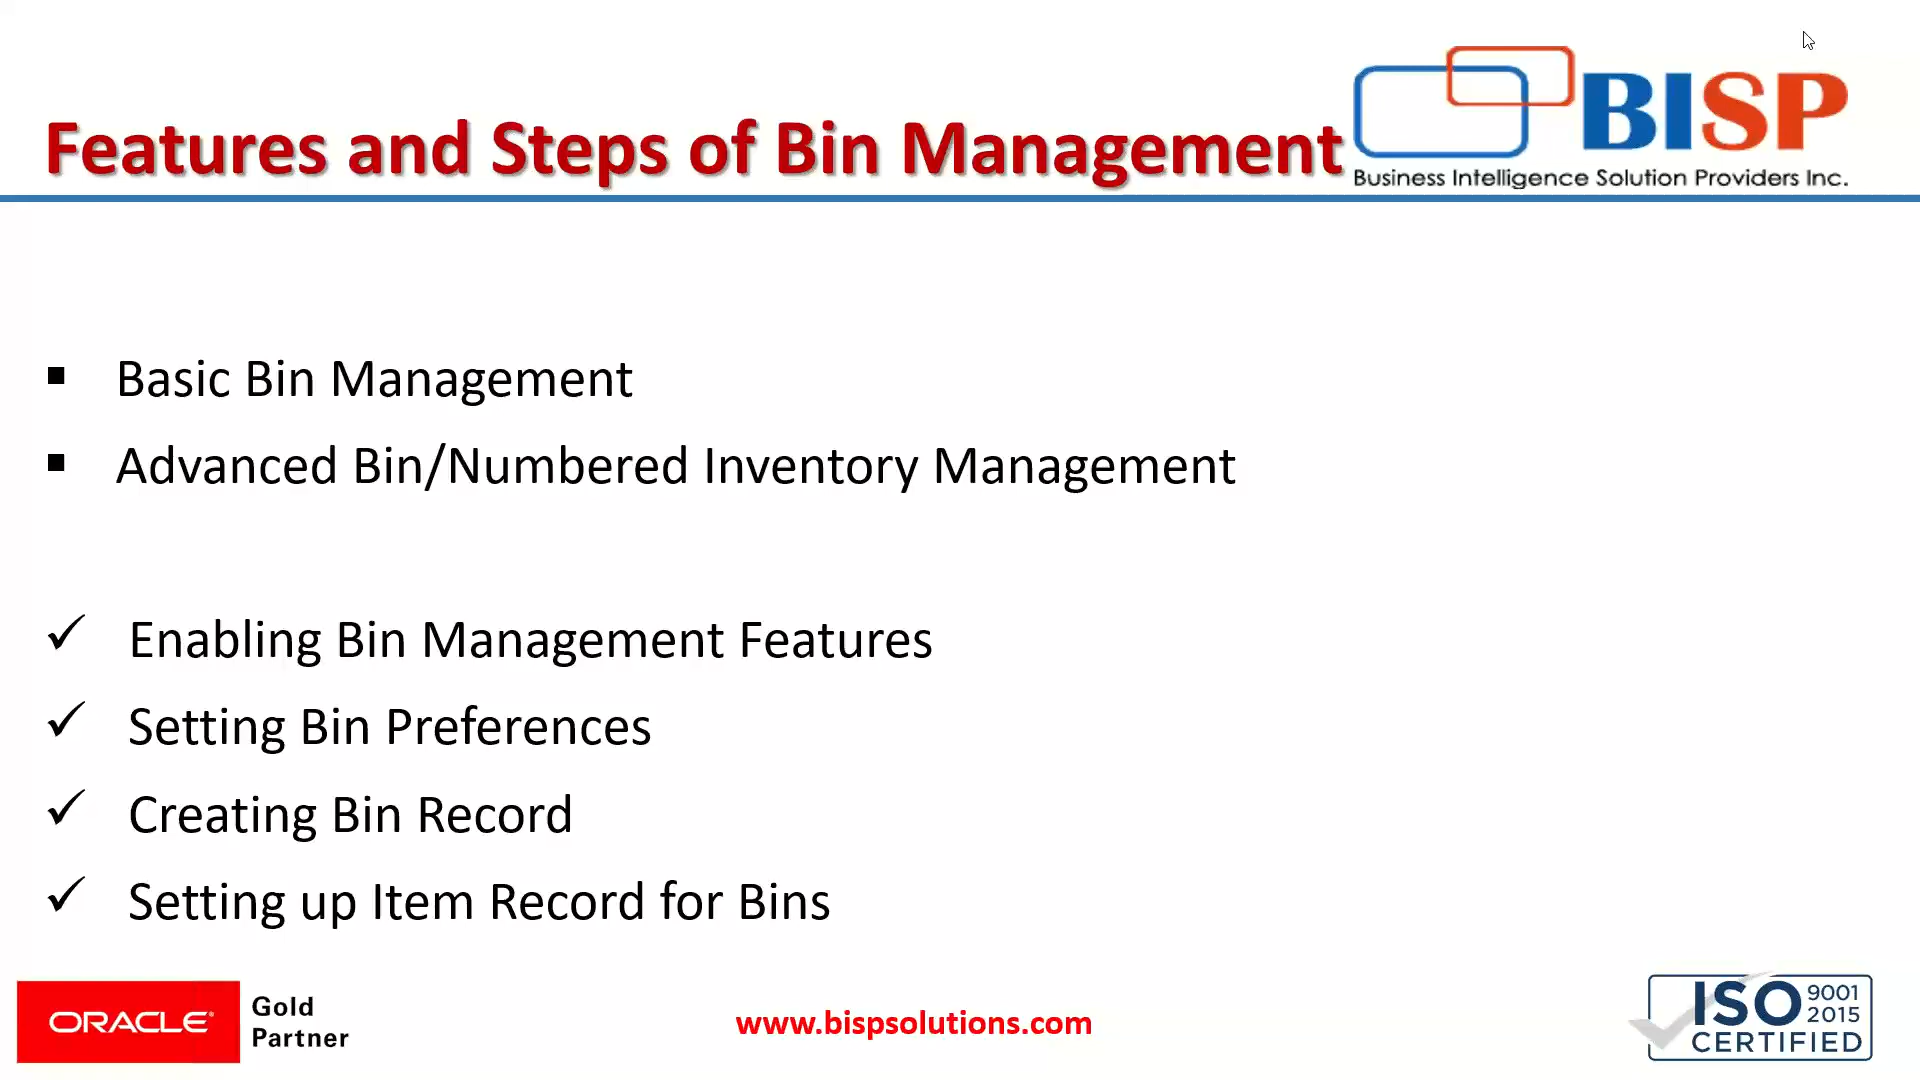 BISP
Business Intelligence Solution Providers Inc.
Features and Steps of Bin Management
Basic Bin Management
Advanced Bin/Numbered Inventory Management
Enabling Bin Management Features
Setting Bin Preferences
Creating Bin Record
Setting up Item Record for Bins
ORACLE®
Gold
Partner
www.bispsolutions.com
ISO 9001
2015
CERTIFIED